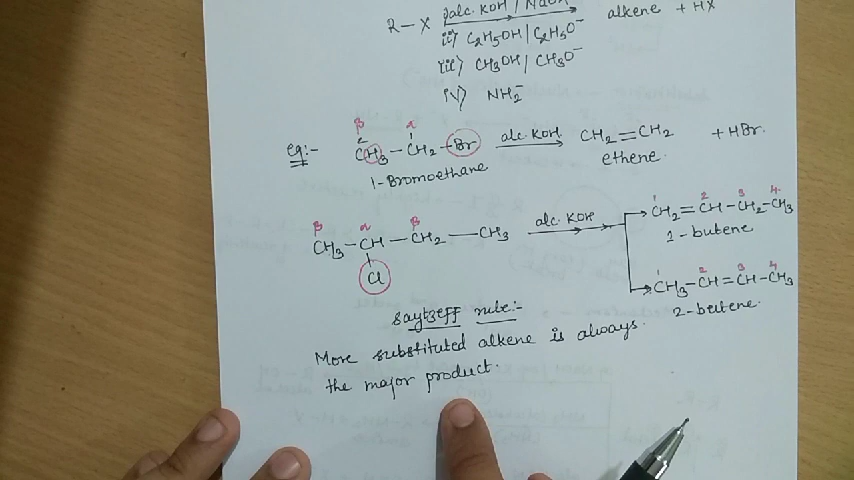 R-X i) alc. KOH / NaOH alkene + HX
ii) C2H5OH / C2H5O-
iii) CH3OH / CH3O-
iv) NH2-
eg:- β CH3 - α CH2 - Br alc. KOH CH2=CH2 + HBr.
1-Bromoethane ethene.
β CH3 - α CH - β CH2 - CH3 alc. KOH 1 CH2 = 2 CH - 3 CH2 - 4 CH3
Cl 1-butene
1 CH3 - 2 CH = 3 CH - 4 CH3
2-butene.
Saytzeff rule:-
More substituted alkene is always
the major product.